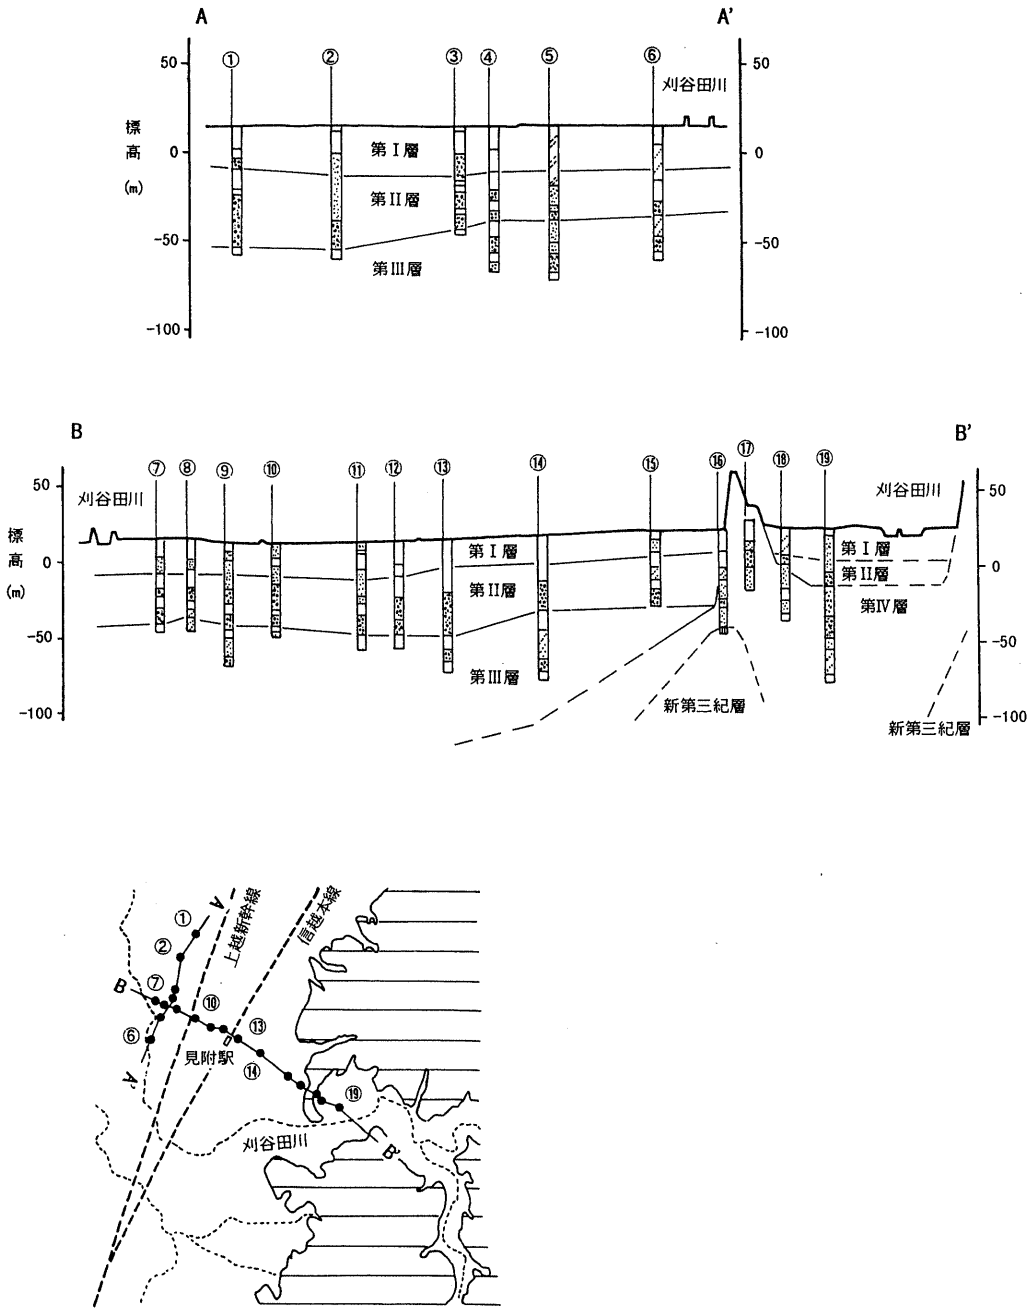 A A'
① ② ③ ④ ⑤ ⑥
50 50
刈谷田川
標高(m)
0 0
第Ⅰ層
第Ⅱ層
-50 -50
第Ⅲ層
-100 -100
B B'
⑦ ⑧ ⑨ ⑩ ⑪ ⑫ ⑬ ⑭ ⑮ ⑯ ⑰ ⑱ ⑲
50 刈谷田川 刈谷田川 50
標高(m)
第Ⅰ層 第Ⅰ層
0 0
第Ⅱ層 第Ⅱ層
第Ⅳ層
-50 -50
第Ⅲ層
新第三紀層
-100 -100
新第三紀層
A
①
上越新幹線
信越本線
②
⑦
B
⑩
⑥
⑬
見附駅
⑭
A'
⑲
刈谷田川
B'